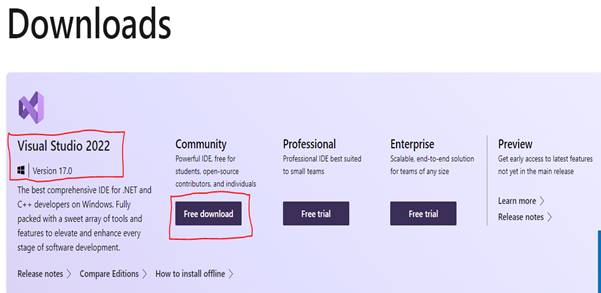 Downloads
Visual Studio 2022
Version 17.0
The best comprehensive IDE for .NET and
C++ developers on Windows. Fully
packed with a sweet array of tools and
features to elevate and enhance every
stage of software development.
Community
Powerful IDE, free for
students, open-source
contributors, and individuals
Free download
Professional
Professional IDE best suited
to small teams
Free trial
Enterprise
Scalable, end-to-end solution
for teams of any size
Free trial
Preview
Get early access to latest features
not yet in the main release
Learn more
Release notes
Release notes
Compare Editions
How to install offline